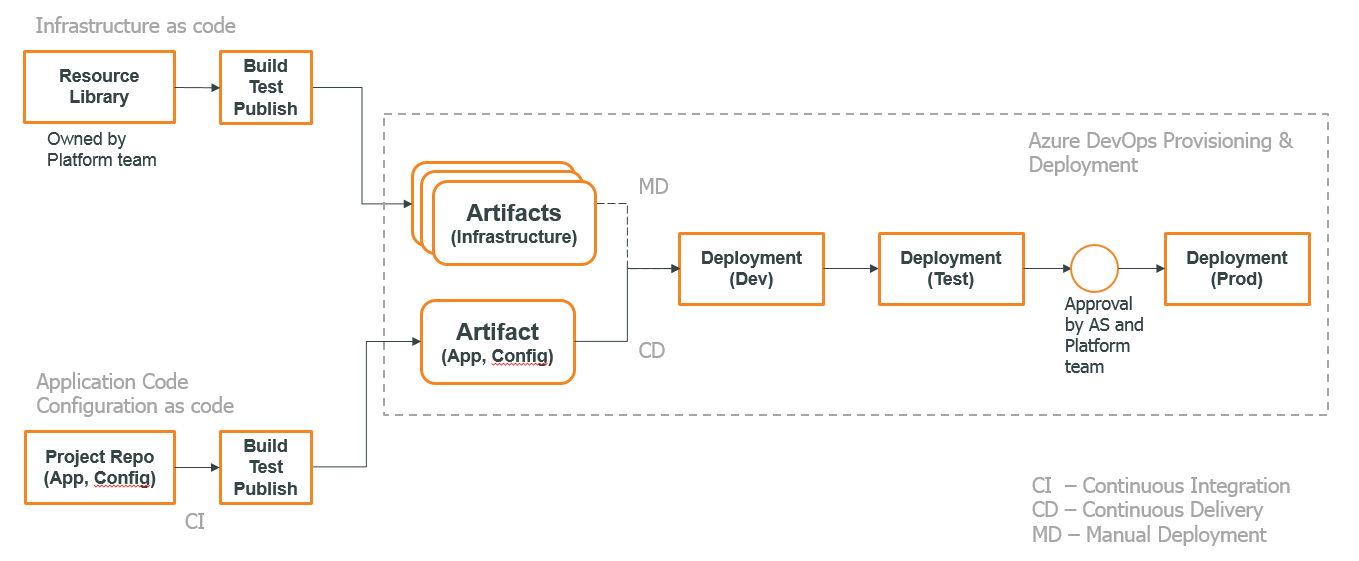 Infrastructure as code
Resource
Library
Build
Test
Publish
Owned by
Platform team
Azure DevOps Provisioning &
Deployment
MD
Artifacts
(Infrastructure)
Deployment
(Dev)
Deployment
(Test)
Deployment
(Prod)
Approval
by AS and
Platform
team
Artifact
(App, Config)
CD
Application Code
Configuration as code
Project Repo
(App, Config)
Build
Test
Publish
CI
CI – Continuous Integration
CD – Continuous Delivery
MD – Manual Deployment